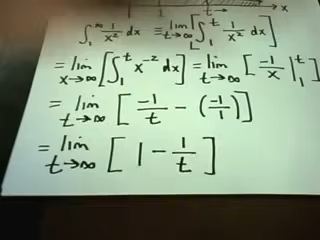 1 t→ x
∫₁^∞ 1/x² dx = lim_{t→∞} [∫₁^t 1/x² dx]
= lim_{x→∞} [∫₁^t x⁻² dx] = lim_{t→∞} [-1/x |₁^t]
= lim_{t→∞} [-1/t - (-1/1)]
= lim_{t→∞} [1 - 1/t]